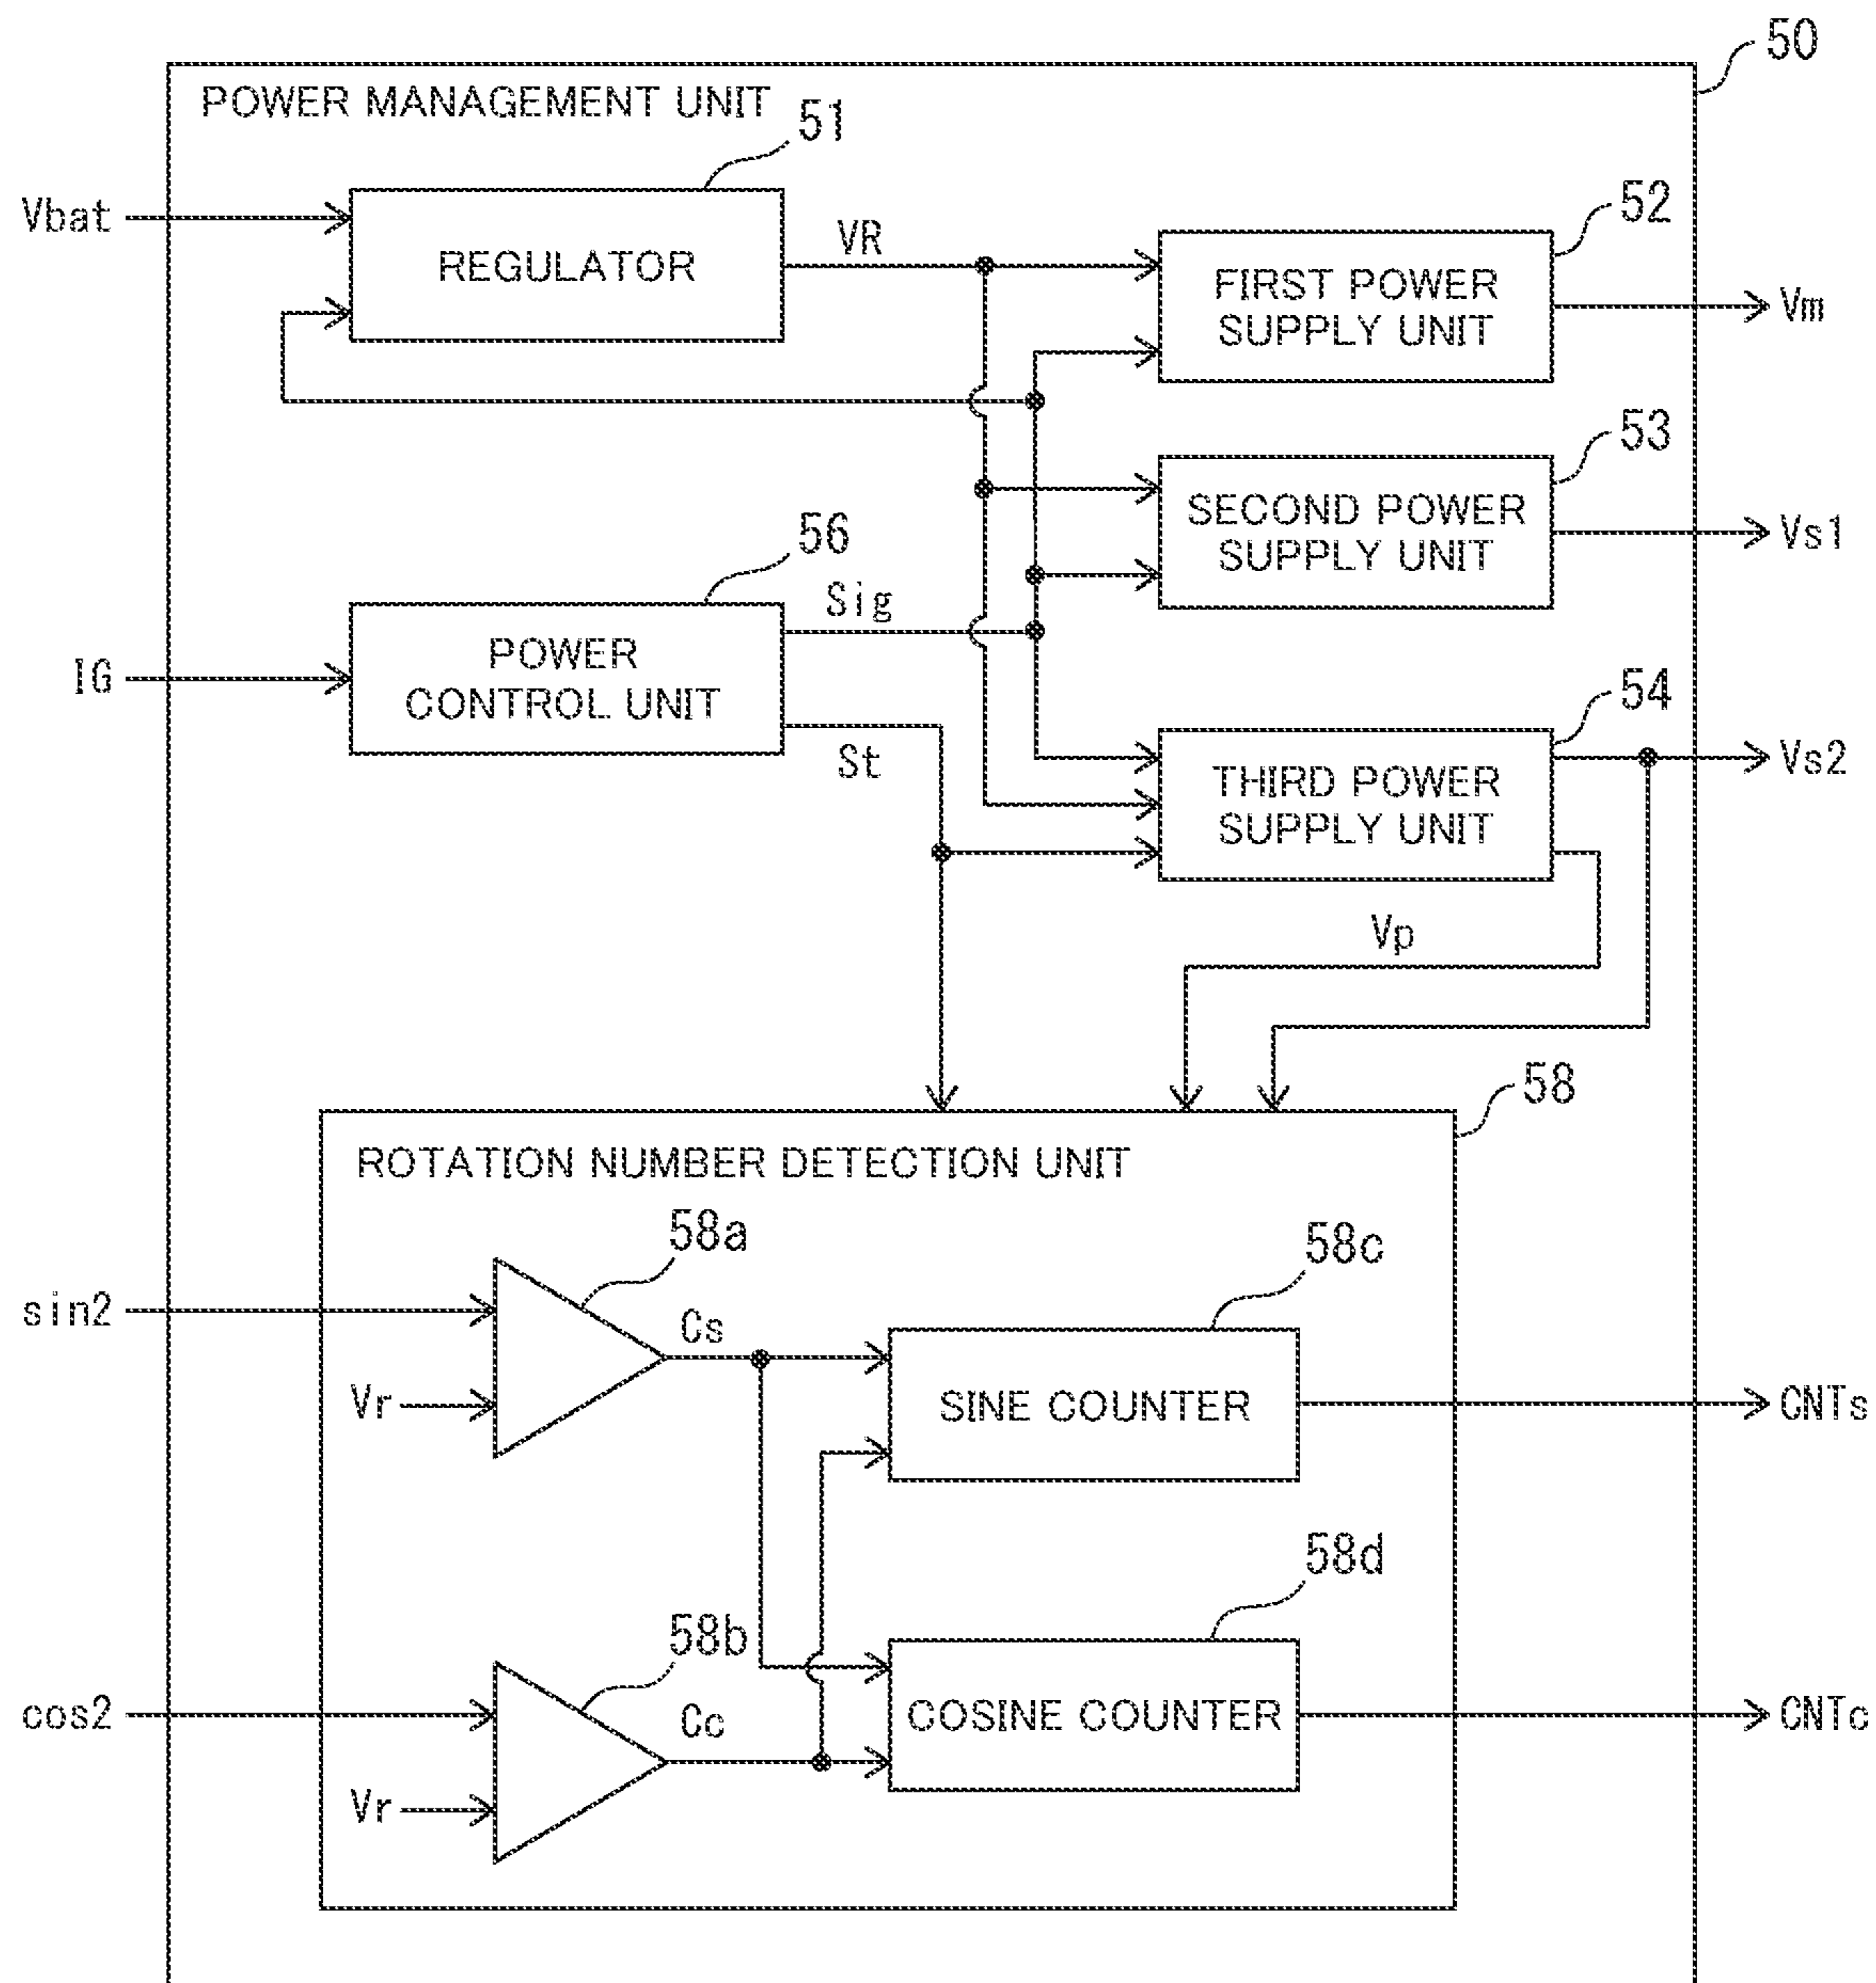 50
POWER MANAGEMENT UNIT
51
Vbat
REGULATOR
VR
52
FIRST POWER
SUPPLY UNIT
Vm
53
SECOND POWER
SUPPLY UNIT
Vs1
56
Sig
IG
POWER
CONTROL UNIT
St
54
THIRD POWER
SUPPLY UNIT
Vs2
Vp
58
ROTATION NUMBER DETECTION UNIT
58a
58c
sin2
Cs
Vr
SINE COUNTER
CNTs
58d
58b
cos2
Cc
COSINE COUNTER
CNTc
Vr